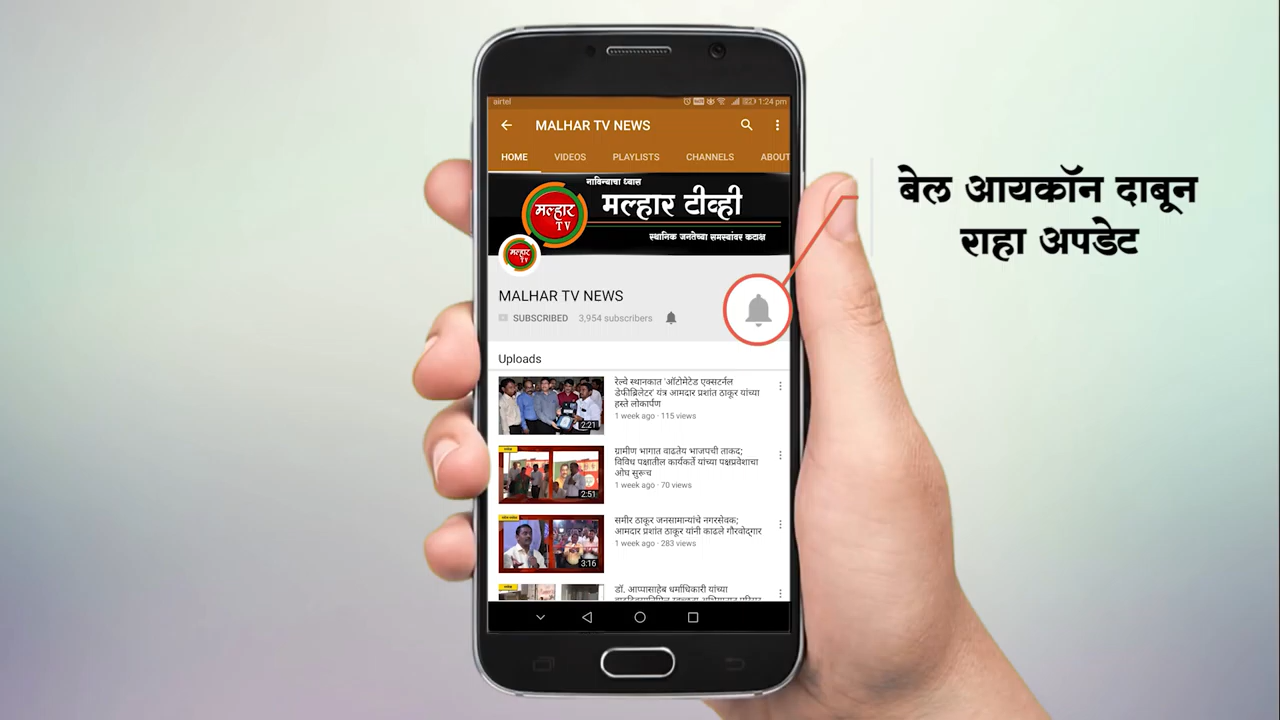 airtel
1:24 pm
MALHAR TV NEWS
HOME VIDEOS PLAYLISTS CHANNELS ABOUT
नाविन्याचा ध्यास
मल्हार टीव्ही
स्थानिक जनतेच्या समस्यांवर कटाक्ष
मल्हार
TV
मल्हार
TV
MALHAR TV NEWS
SUBSCRIBED 3,954 subscribers
बेल आयकॉन दाबून
राहा अपडेट
Uploads
रेल्वे स्थानकात 'ऑटोमेटेड एक्सटर्नल
डेफीब्रिलेटर' यंत्र आमदार प्रशांत ठाकूर यांच्या
हस्ते लोकार्पण
1 week ago · 115 views
2:21
ग्रामीण भागात वाढतेय भाजपची ताकद;
विविध पक्षातील कार्यकर्ते यांच्या पक्षप्रवेशाचा
ओघ सुरूच
1 week ago · 70 views
2:51
समीर ठाकूर जनसामान्यांचे नगरसेवक;
आमदार प्रशांत ठाकूर यांनी काढले गौरवोद्गार
1 week ago · 283 views
3:16
डॉ. आप्पासाहेब धर्माधिकारी यांच्या